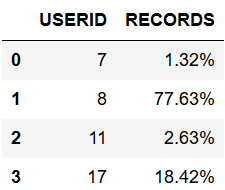 USERID RECORDS
0 7 1.32%
1 8 77.63%
2 11 2.63%
3 17 18.42%